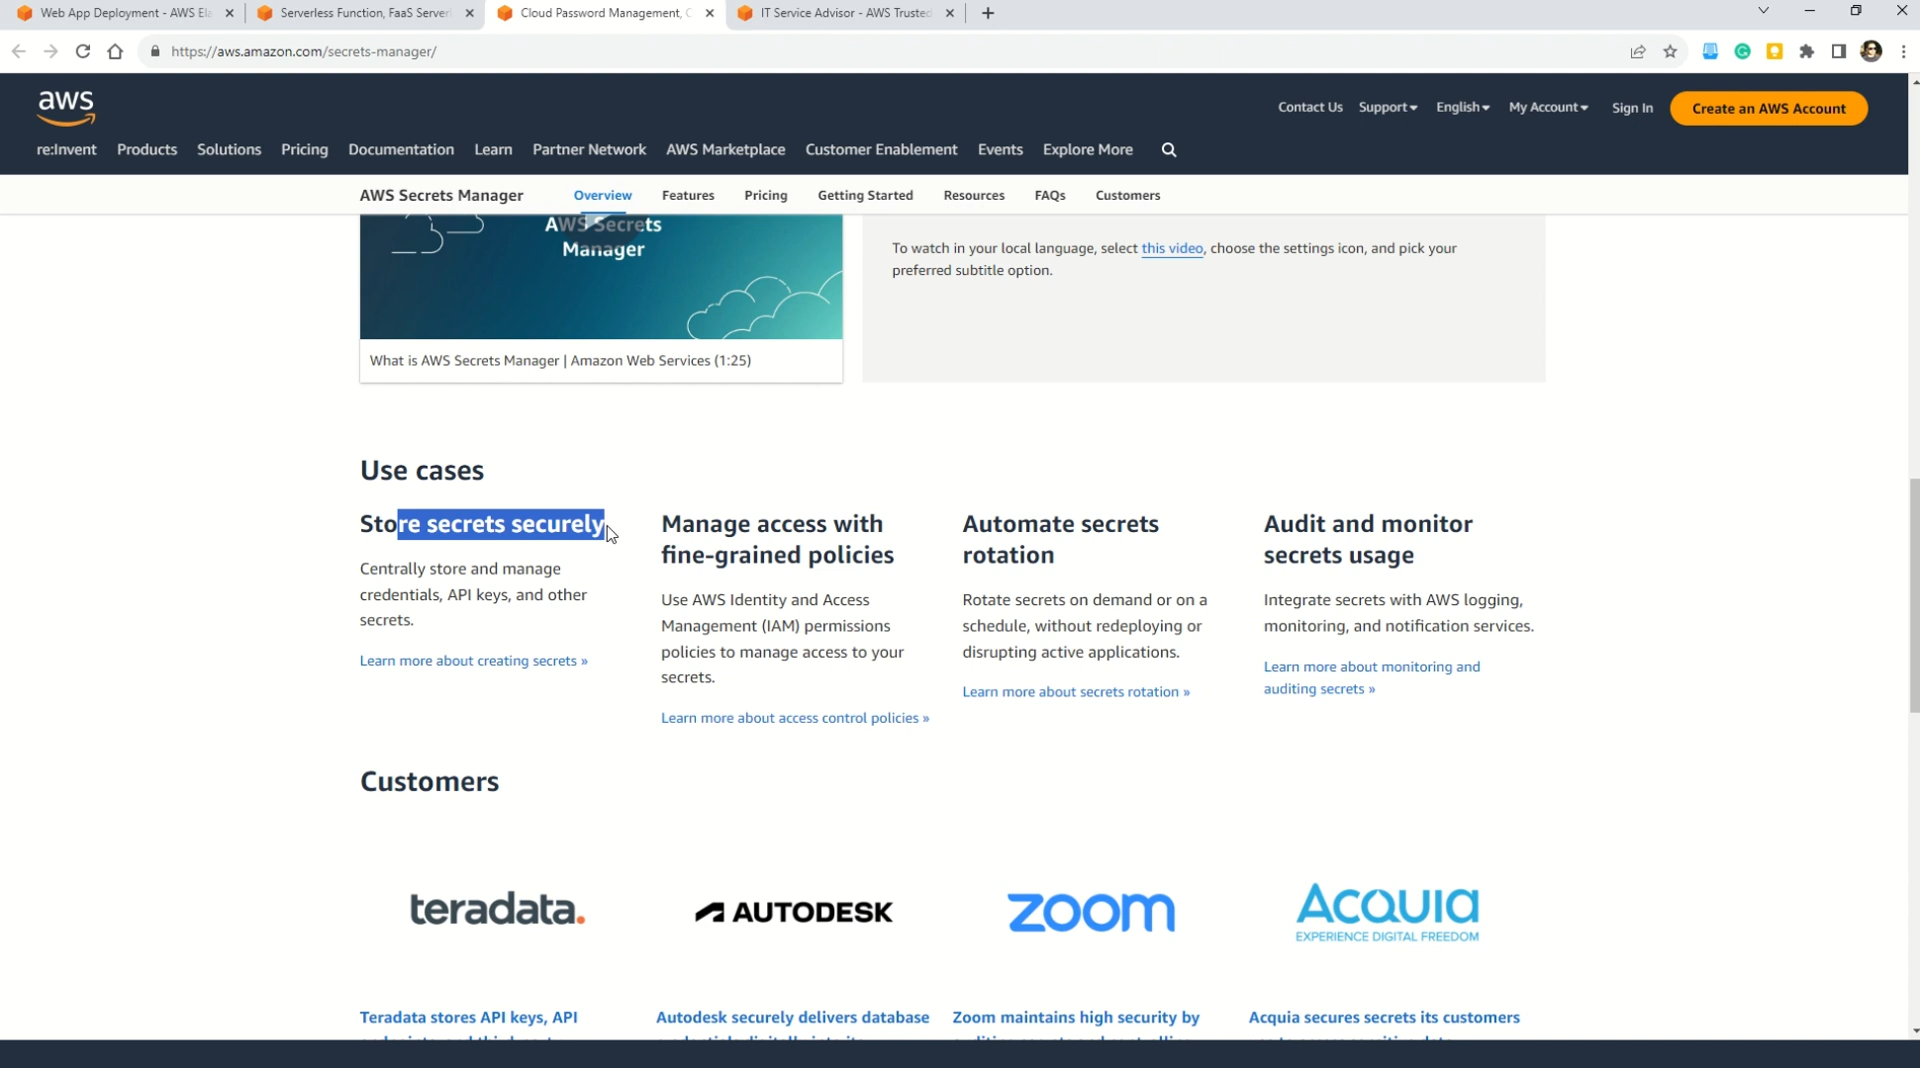 Web App Deployment - AWS Ela
Serverless Function, FaaS Server
Cloud Password Management, C
IT Service Advisor - AWS Trusted
https://aws.amazon.com/secrets-manager/
aws
Contact Us
Support
English
My Account
Sign In
Create an AWS Account
re:Invent
Products
Solutions
Pricing
Documentation
Learn
Partner Network
AWS Marketplace
Customer Enablement
Events
Explore More
AWS Secrets Manager
Overview
Features
Pricing
Getting Started
Resources
FAQs
Customers
AWS Secrets
Manager
What is AWS Secrets Manager | Amazon Web Services (1:25)
To watch in your local language, select this video, choose the settings icon, and pick your
preferred subtitle option.
Use cases
Store secrets securely
Centrally store and manage
credentials, API keys, and other
secrets.
Learn more about creating secrets »
Manage access with
fine-grained policies
Use AWS Identity and Access
Management (IAM) permissions
policies to manage access to your
secrets.
Learn more about access control policies »
Automate secrets
rotation
Rotate secrets on demand or on a
schedule, without redeploying or
disrupting active applications.
Learn more about secrets rotation »
Audit and monitor
secrets usage
Integrate secrets with AWS logging,
monitoring, and notification services.
Learn more about monitoring and
auditing secrets »
Customers
teradata.
AUTODESK
zoom
ACQUIA
EXPERIENCE DIGITAL FREEDOM
Teradata stores API keys, API
Autodesk securely delivers database
Zoom maintains high security by
Acquia secures secrets its customers